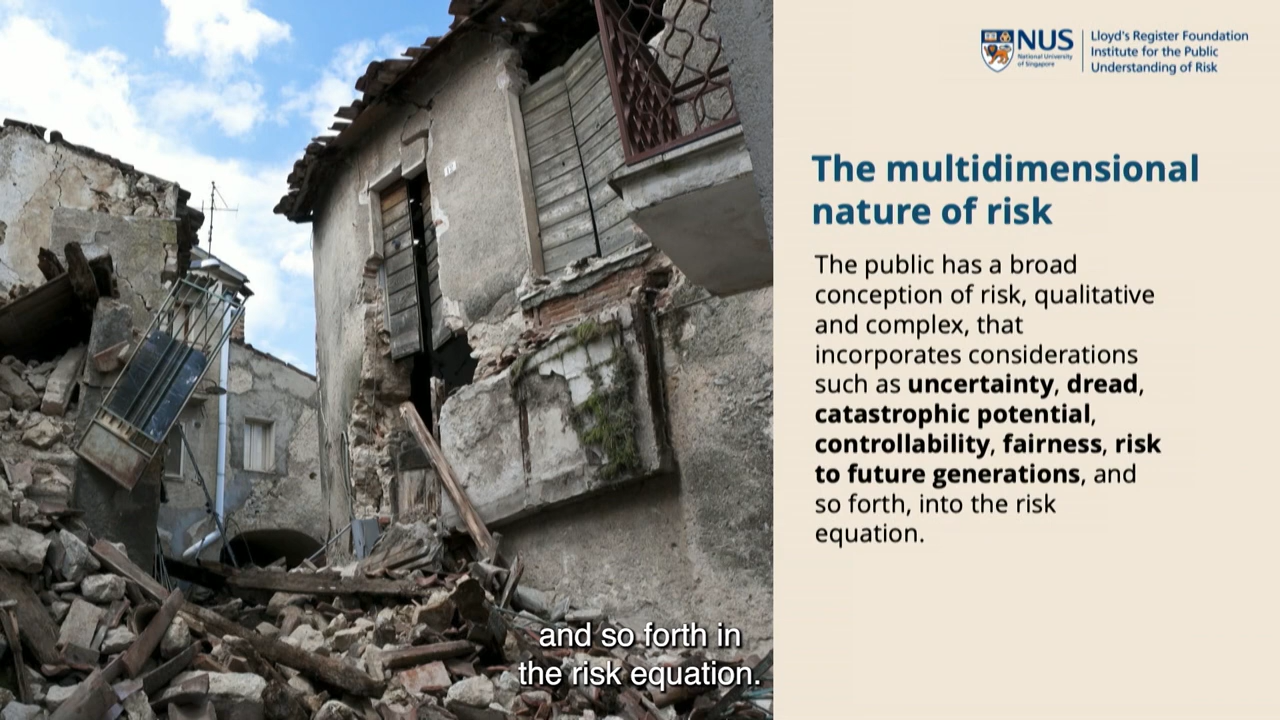 NUS
National University
of Singapore
Lloyd's Register Foundation
Institute for the Public
Understanding of Risk
The multidimensional
nature of risk
The public has a broad
conception of risk, qualitative
and complex, that
incorporates considerations
such as uncertainty, dread,
catastrophic potential,
controllability, fairness, risk
to future generations, and
so forth, into the risk
equation.
and so forth in
the risk equation.